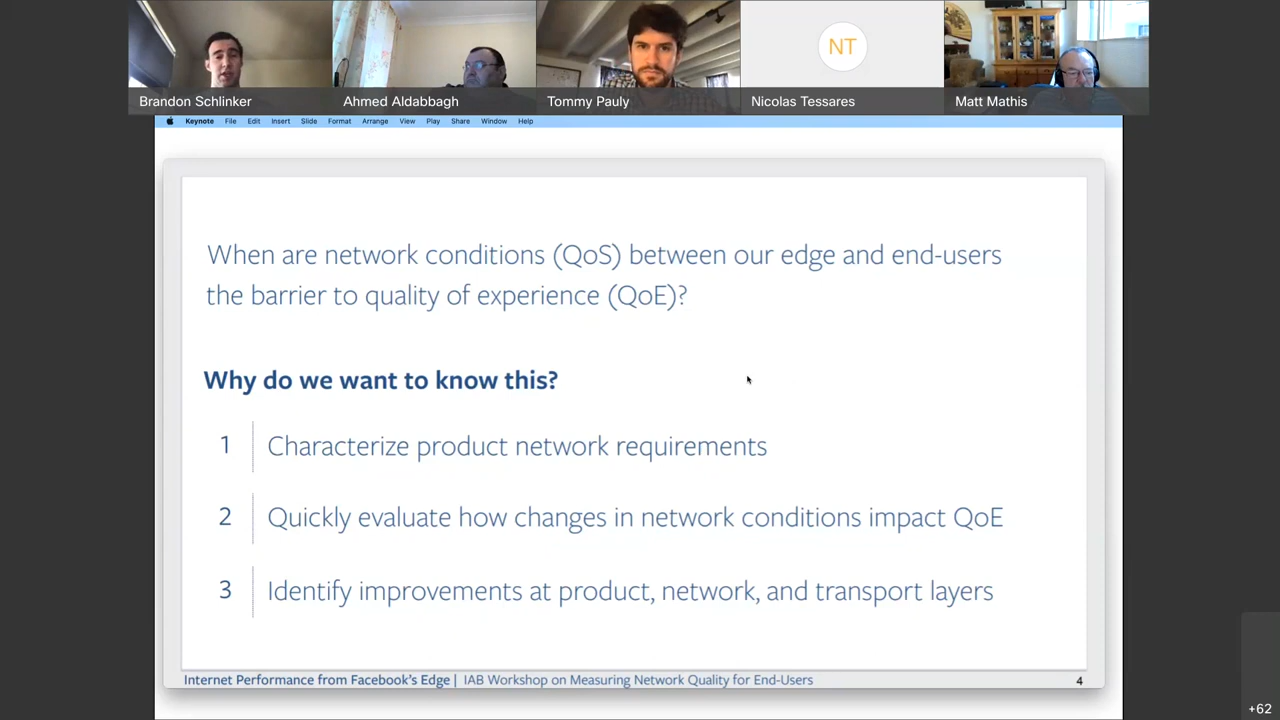 NT
Brandon Schlinker
Ahmed Aldabbagh
Tommy Pauly
Nicolas Tessares
Matt Mathis
Keynote File Edit Insert Slide Format Arrange View Play Share Window Help
When are network conditions (QoS) between our edge and end-users
the barrier to quality of experience (QoE)?
Why do we want to know this?
1 Characterize product network requirements
2 Quickly evaluate how changes in network conditions impact QoE
3 Identify improvements at product, network, and transport layers
Internet Performance from Facebook's Edge | IAB Workshop on Measuring Network Quality for End-Users 4
+62